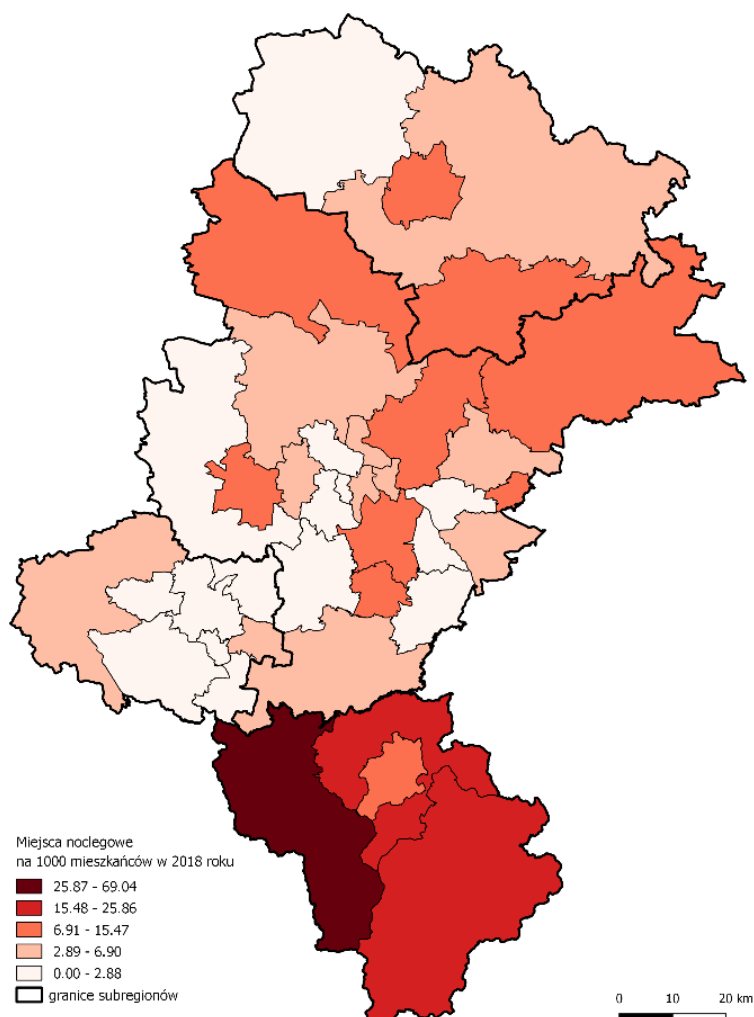 Miejsca noclegowe
na 1000 mieszkańców w 2018 roku
25.87 - 69.04
15.48 - 25.86
6.91 - 15.47
2.89 - 6.90
0.00 - 2.88
granice subregionów
0 10 20 km